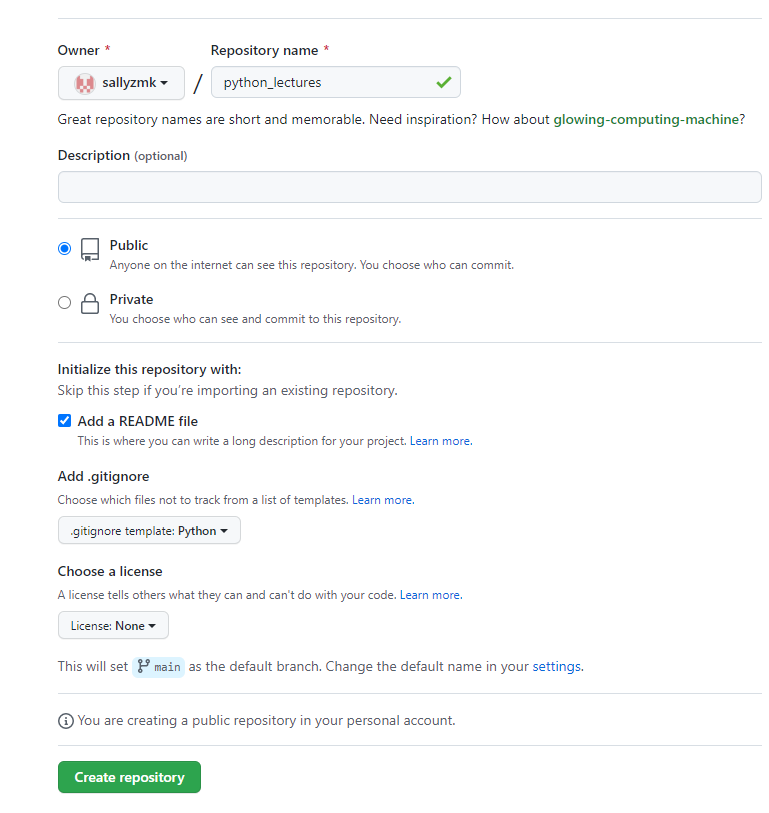 Owner * Repository name *
sallyzmk / python_lectures
Great repository names are short and memorable. Need inspiration? How about glowing-computing-machine?
Description (optional)
Public
Anyone on the internet can see this repository. You choose who can commit.
Private
You choose who can see and commit to this repository.
Initialize this repository with:
Skip this step if you're importing an existing repository.
Add a README file
This is where you can write a long description for your project. Learn more.
Add .gitignore
Choose which files not to track from a list of templates. Learn more.
.gitignore template: Python
Choose a license
A license tells others what they can and can't do with your code. Learn more.
License: None
This will set main as the default branch. Change the default name in your settings.
You are creating a public repository in your personal account.
Create repository